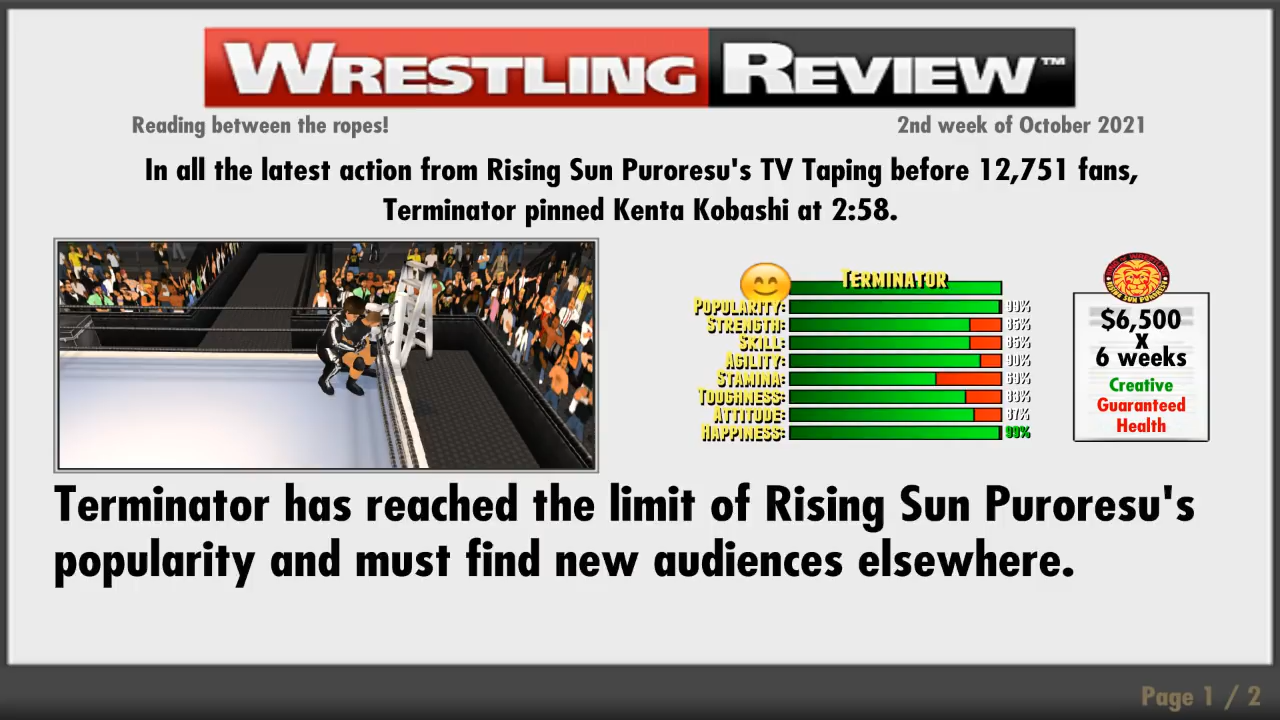 WRESTLING REVIEW™
Reading between the ropes!
2nd week of October 2021
In all the latest action from Rising Sun Puroresu's TV Taping before 12,751 fans,
Terminator pinned Kenta Kobashi at 2:58.
TERMINATOR
POPULARITY: 99%
STRENGTH: 85%
SKILL: 85%
AGILITY: 90%
STAMINA: 69%
TOUGHNESS: 83%
ATTITUDE: 87%
HAPPINESS: 99%
$6,500
X
6 weeks
Creative
Guaranteed
Health
Terminator has reached the limit of Rising Sun Puroresu's
popularity and must find new audiences elsewhere.
Page 1 / 2